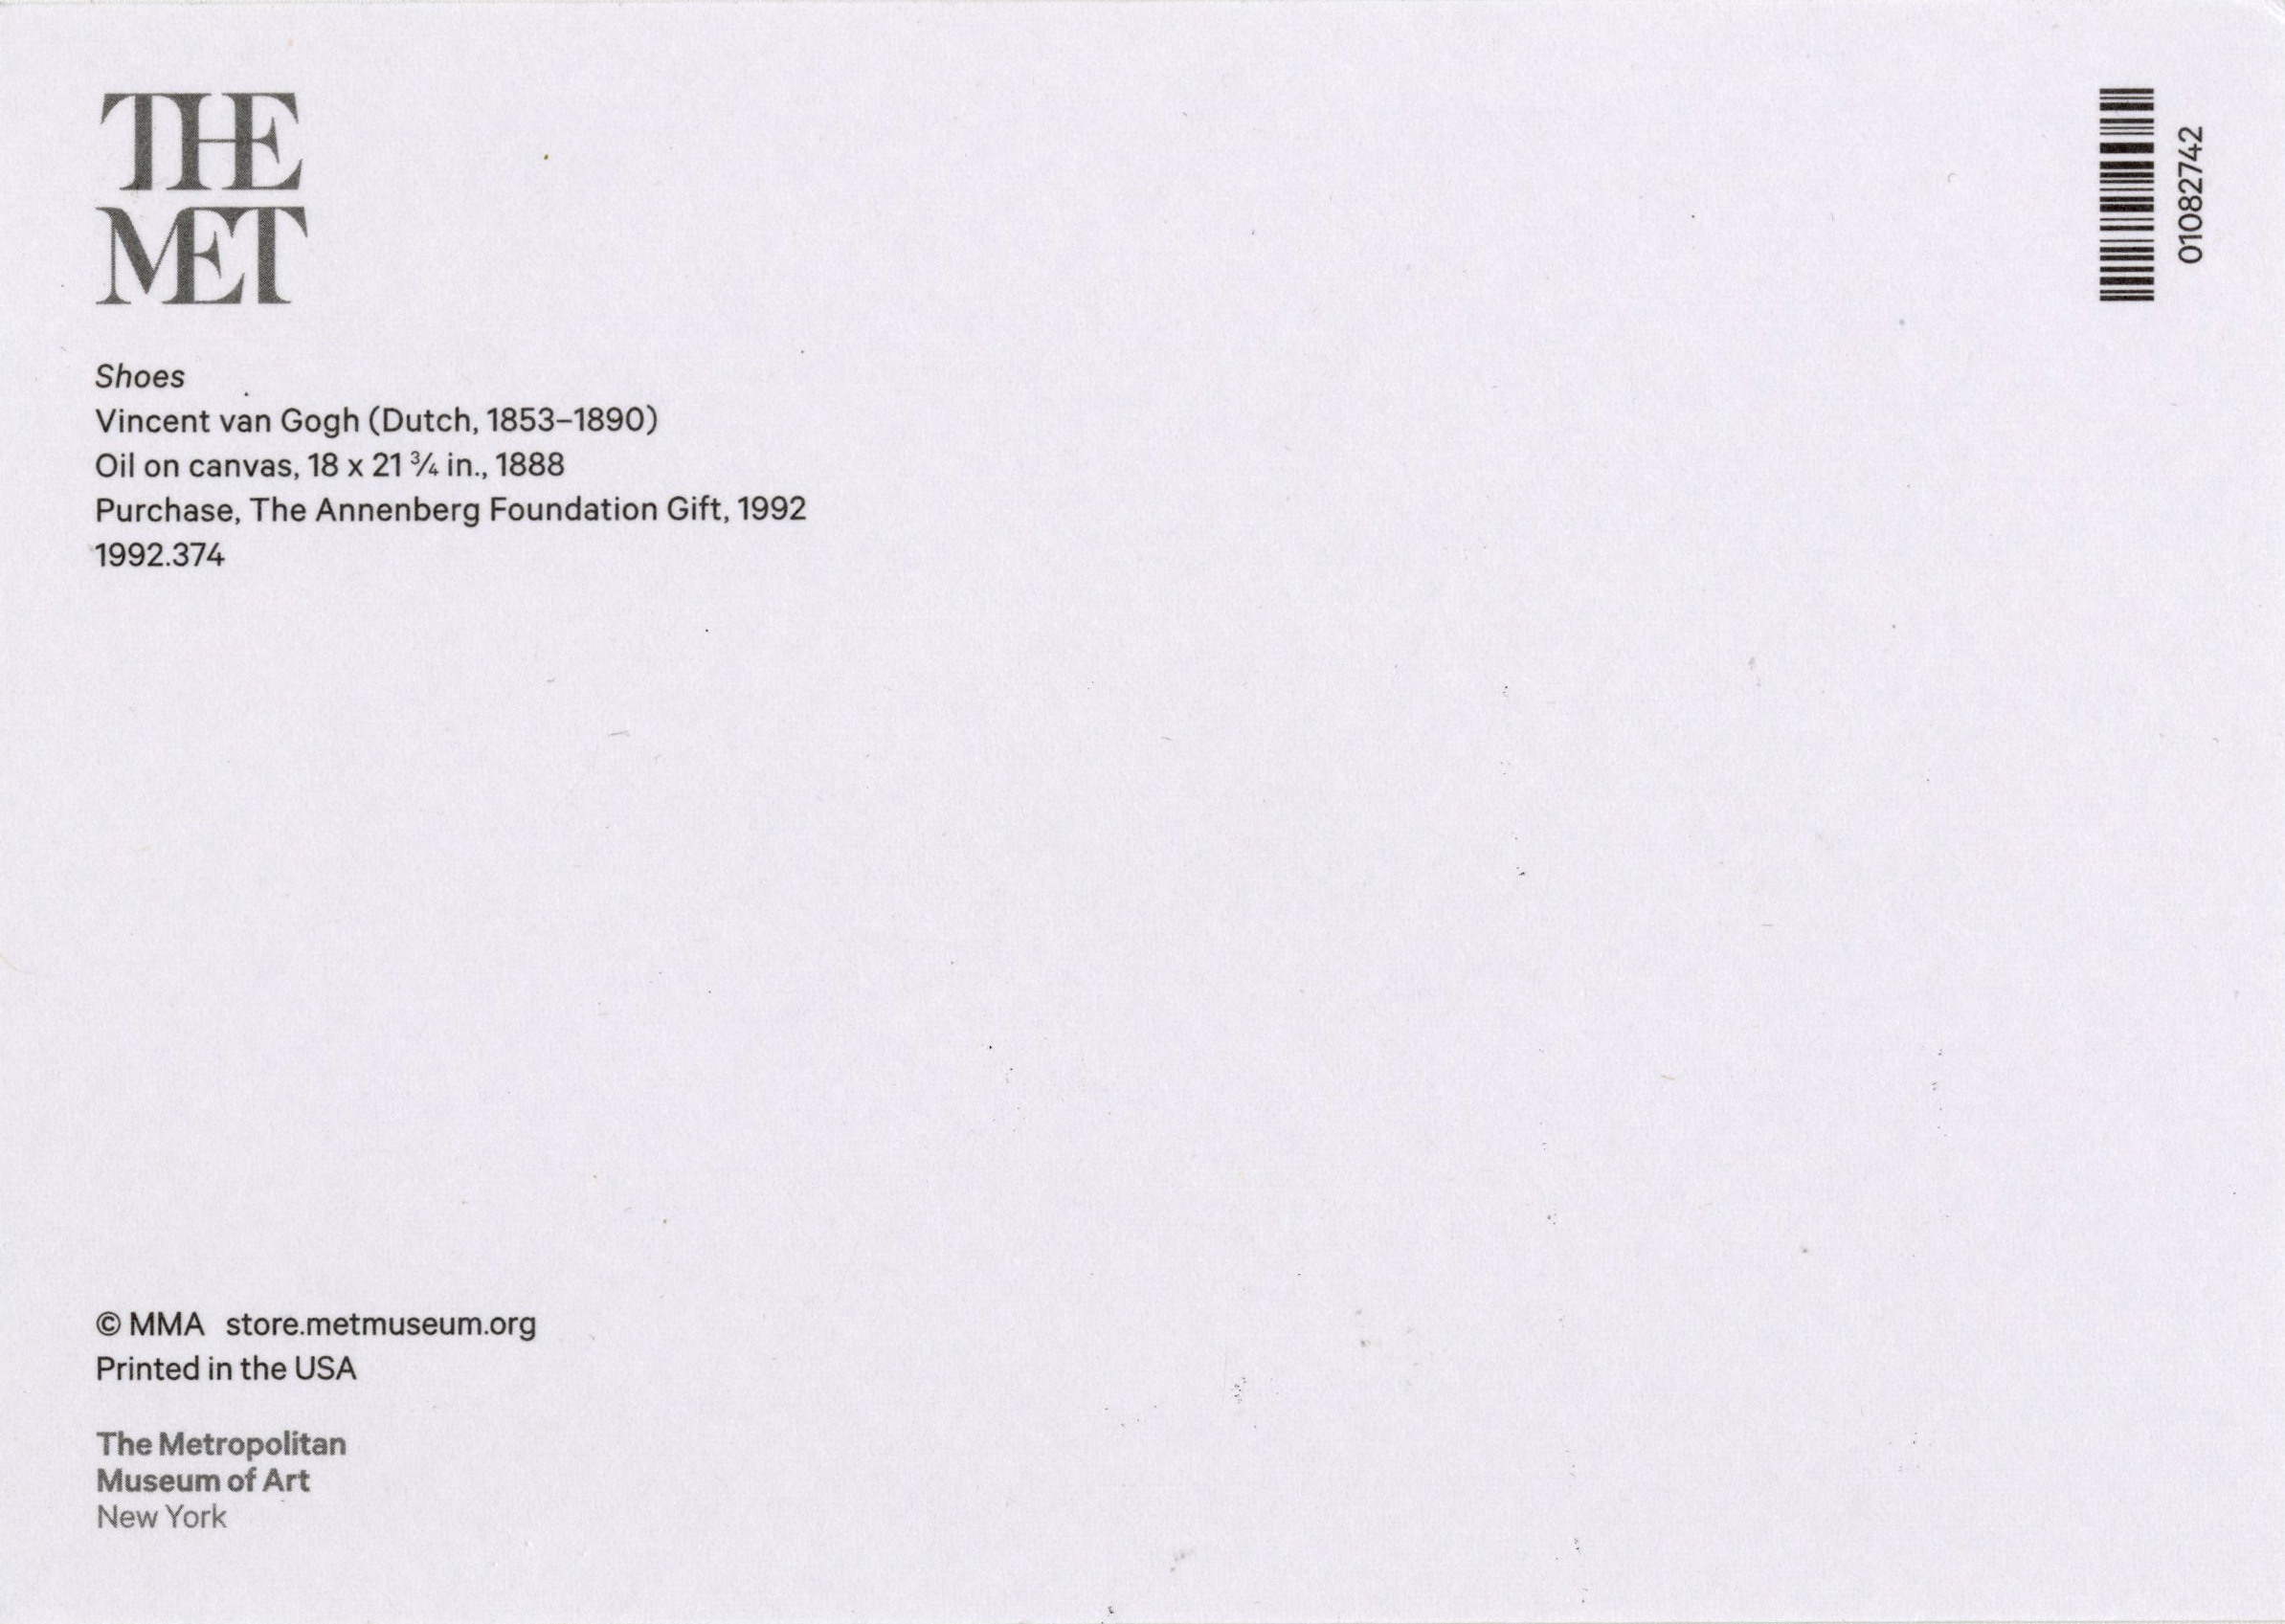 THE
MET
Shoes
Vincent van Gogh (Dutch, 1853–1890)
Oil on canvas, 18 x 21 ¾ in., 1888
Purchase, The Annenberg Foundation Gift, 1992
1992.374
01082742
© MMA store.metmuseum.org
Printed in the USA
The Metropolitan
Museum of Art
New York